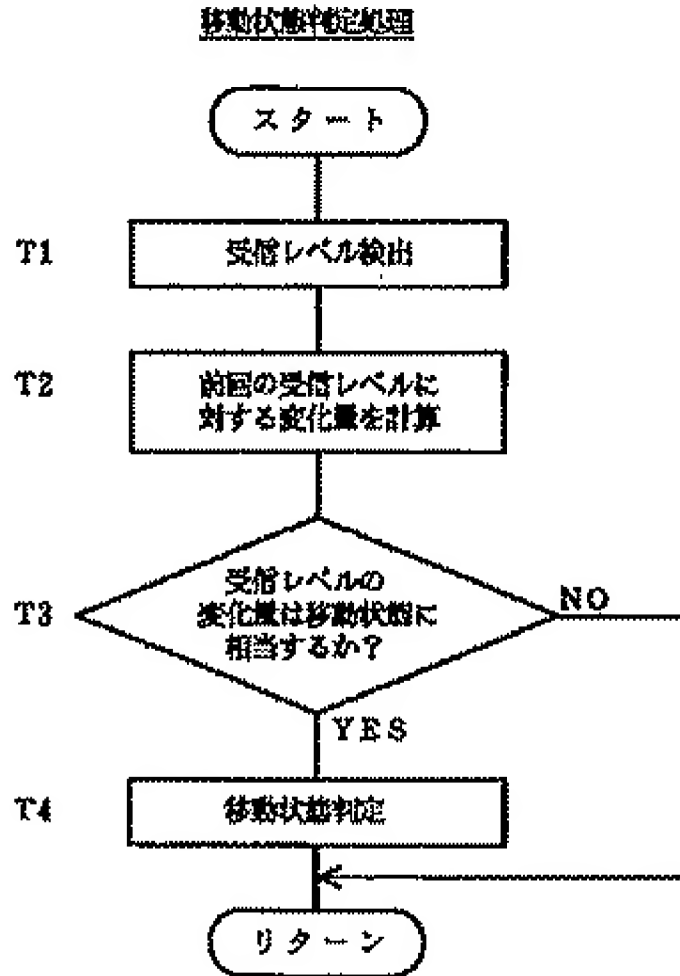 移動状態判定処理
スタート
T1
受信レベル検出
T2
前回の受信レベルに
対する変化量を計算
T3
受信レベルの
変化量は移動状態に
相当するか?
NO
YES
T4
移動状態判定
リターン